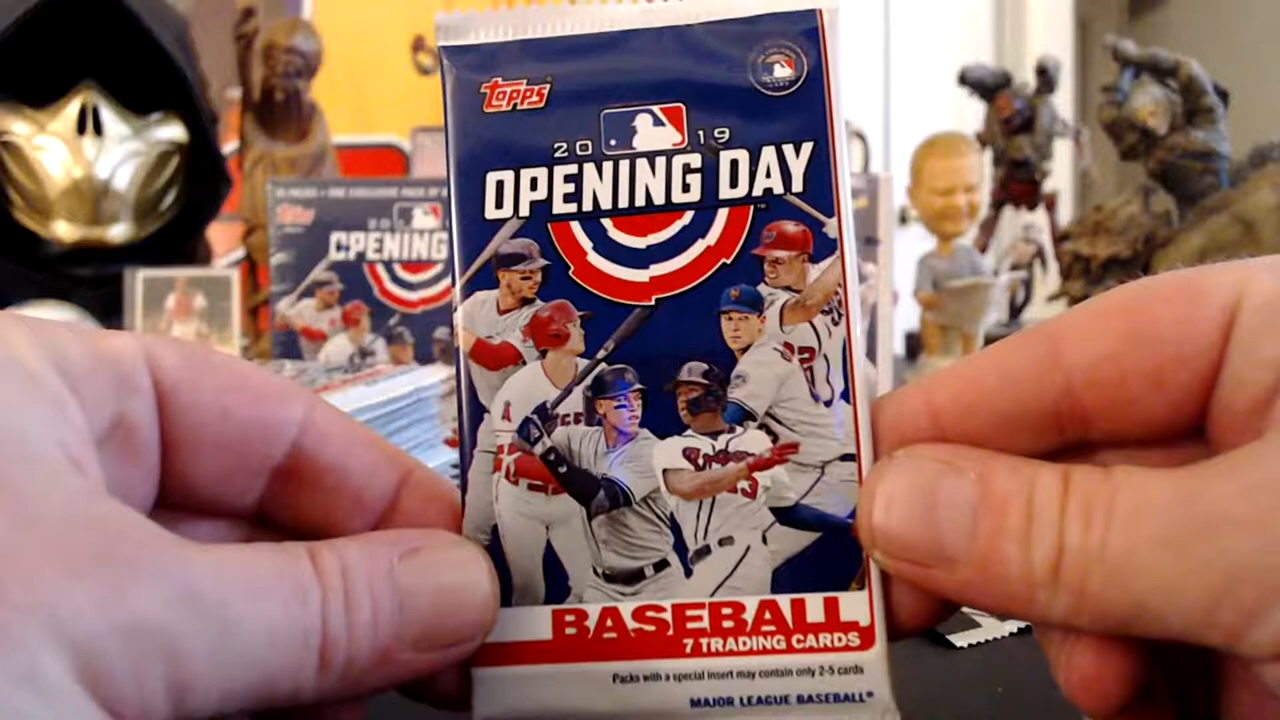 Topps
2019
OPENING DAY
BASEBALL
7 TRADING CARDS
Packs with a special insert may contain only 2-5 cards
MAJOR LEAGUE BASEBALL®
Topps
20
OPENING
A